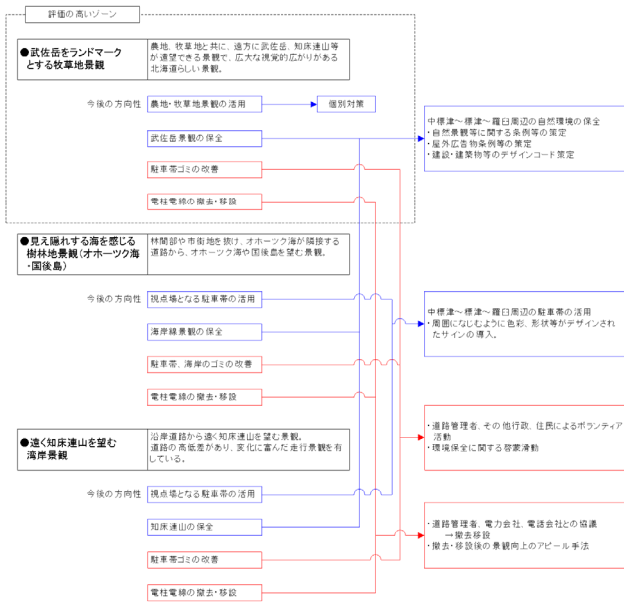 評価の高いゾーン
●武佐岳をランドマーク
とする牧草地景観
農地、牧草地と共に、遠方に武佐岳、知床連山等
が遠望できる景観で、広大な視覚的広がりがある
北海道らしい景観。
今後の方向性
農地・牧草地景観の活用
個別対策
武佐岳景観の保全
駐車帯ゴミの改善
電柱電線の撤去・移設
中標津～標津～羅臼周辺の自然環境の保全
・自然景観等に関する条例等の策定
・屋外広告物条例等の策定
・建設・建築物等のデザインコード策定
●見え隠れする海を感じる
樹林地景観(オホーツク海
・国後島)
林間部や市街地を抜け、オホーツク海が隣接する
道路から、オホーツク海や国後島を望む景観。
今後の方向性
視点場となる駐車帯の活用
海岸線景観の保全
駐車帯、海岸のゴミの改善
電柱電線の撤去・移設
中標津～標津～羅臼周辺の駐車帯の活用
・周囲になじむように色彩、形状等がデザインされ
たサインの導入。
●遠く知床連山を望む
湾岸景観
沿岸道路から遠く知床連山を望む景観。
道路の高低差があり、変化に富んだ走行景観を有
している。
今後の方向性
視点場となる駐車帯の活用
知床連山の保全
駐車帯ゴミの改善
電柱電線の撤去・移設
・道路管理者、その他行政、住民によるボランティア
活動
・環境保全に関する啓蒙活動
・道路管理者、電力会社、電話会社との協議
→撤去移設
・撤去・移設後の景観向上のアピール手法